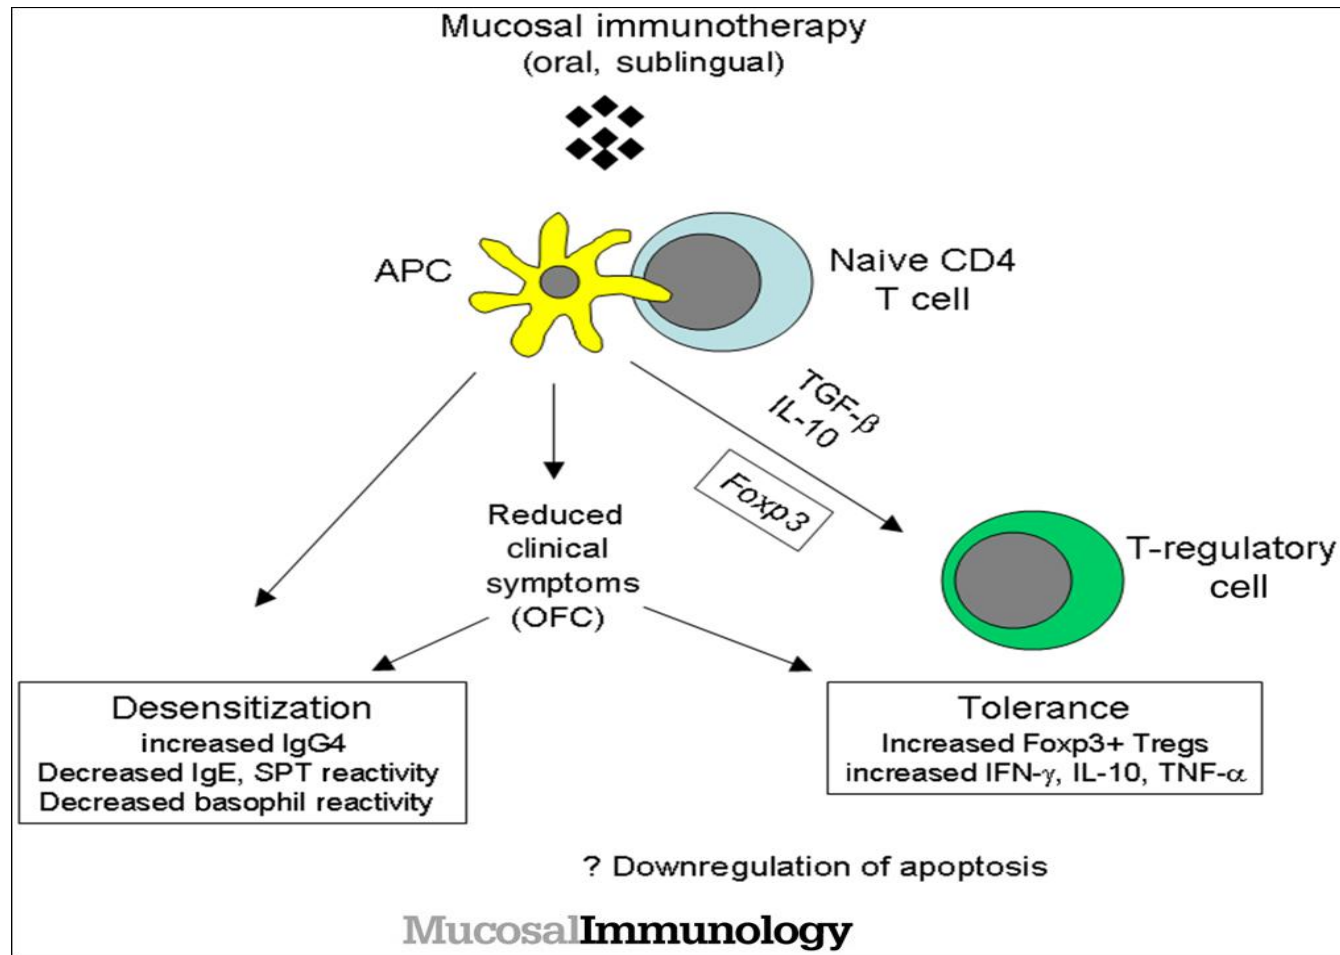 Mucosal immunotherapy
(oral, sublingual)
APC
Naive CD4
T cell
TGF-β
IL-10
Foxp3
Reduced
clinical
symptoms
(OFC)
T-regulatory
cell
Desensitization
increased IgG4
Decreased IgE, SPT reactivity
Decreased basophil reactivity
Tolerance
Increased Foxp3+ Tregs
increased IFN-γ, IL-10, TNF-α
? Downregulation of apoptosis
MucosalImmunology